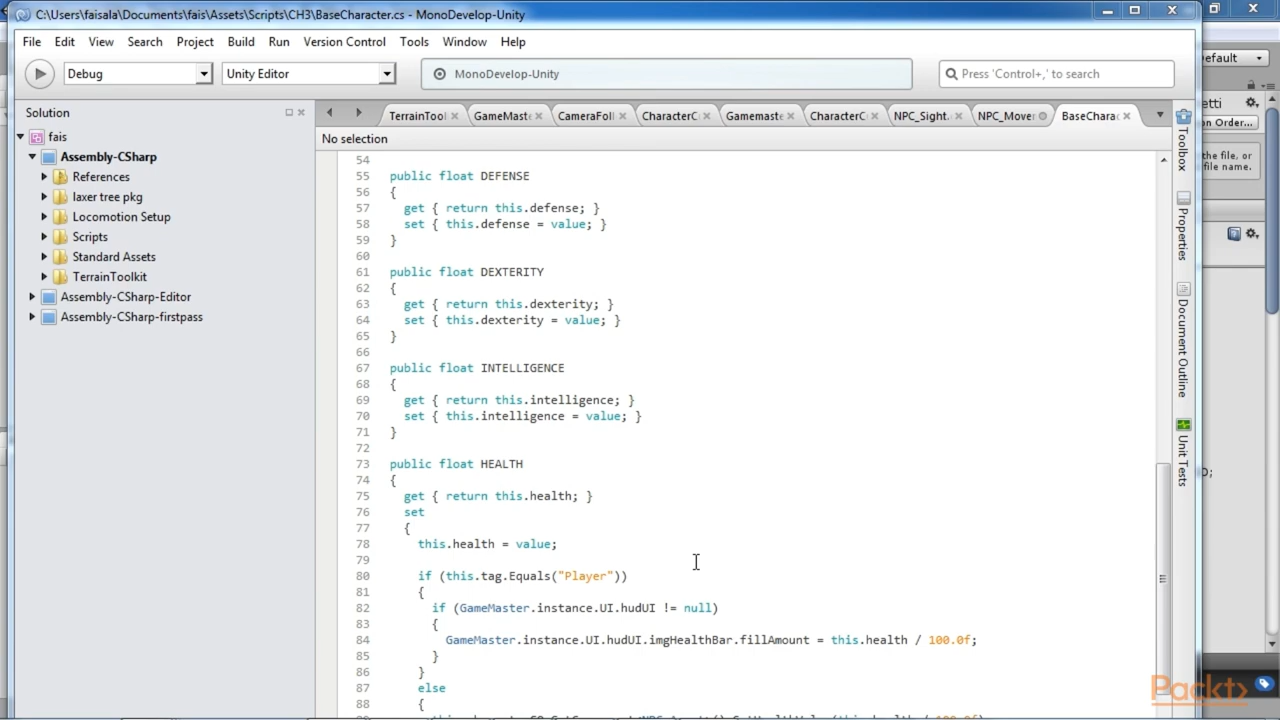 C:\Users\faisala\Documents\fais\Assets\Scripts\CH3\BaseCharacter.cs - MonoDevelop-Unity
File Edit View Search Project Build Run Version Control Tools Window Help
Debug
Unity Editor
MonoDevelop-Unity
Press 'Control+,' to search
Solution
fais
Assembly-CSharp
References
laxer tree pkg
Locomotion Setup
Scripts
Standard Assets
TerrainToolkit
Assembly-CSharp-Editor
Assembly-CSharp-firstpass
TerrainTool GameMast CameraFoll CharacterC Gamemaste CharacterC NPC_Sight. NPC_Mover BaseChara
No selection
54
55 public float DEFENSE
56 {
57 get { return this.defense; }
58 set { this.defense = value; }
59 }
60
61 public float DEXTERITY
62 {
63 get { return this.dexterity; }
64 set { this.dexterity = value; }
65 }
66
67 public float INTELLIGENCE
68 {
69 get { return this.intelligence; }
70 set { this.intelligence = value; }
71 }
72
73 public float HEALTH
74 {
75 get { return this.health; }
76 set
77 {
78 this.health = value;
79
80 if (this.tag.Equals("Player"))
81 {
82 if (GameMaster.instance.UI.hudUI != null)
83 {
84 GameMaster.instance.UI.hudUI.imgHealthBar.fillAmount = this.health / 100.0f;
85 }
86 }
87 else
88 {
Toolbox
Properties
Document Outline
Unit Tests
efault
etti
on Order...
the file, or
file name.
D;
Packt>